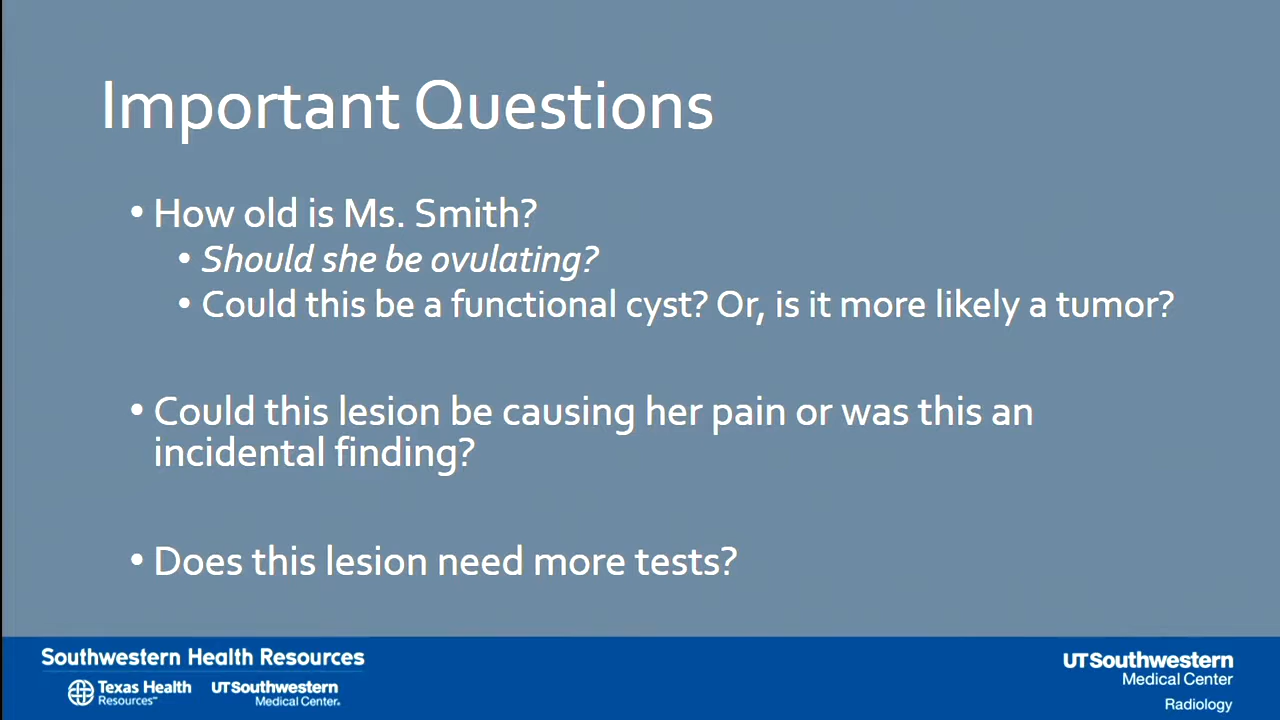 Important Questions
• How old is Ms. Smith?
• Should she be ovulating?
• Could this be a functional cyst? Or, is it more likely a tumor?
• Could this lesion be causing her pain or was this an
incidental finding?
• Does this lesion need more tests?
Southwestern Health Resources
Texas Health
Resources℠
UTSouthwestern
Medical Center.
UTSouthwestern
Medical Center
Radiology